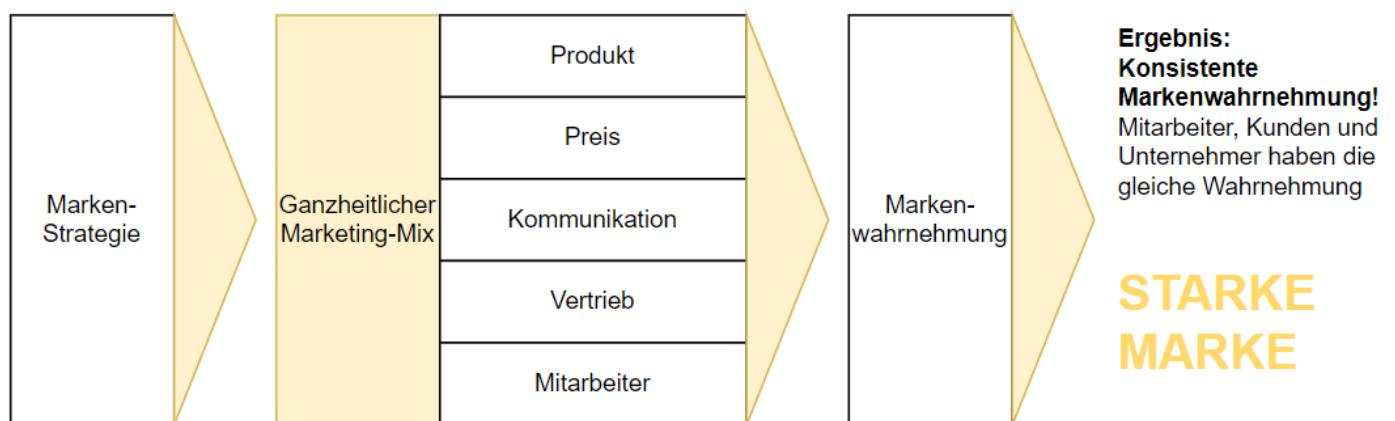 Marken-
Strategie
Ganzheitlicher
Marketing-Mix
Produkt
Preis
Kommunikation
Vertrieb
Mitarbeiter
Marken-
wahrnehmung
Ergebnis:
Konsistente
Markenwahrnehmung!
Mitarbeiter, Kunden und
Unternehmer haben die
gleiche Wahrnehmung
STARKE
MARKE